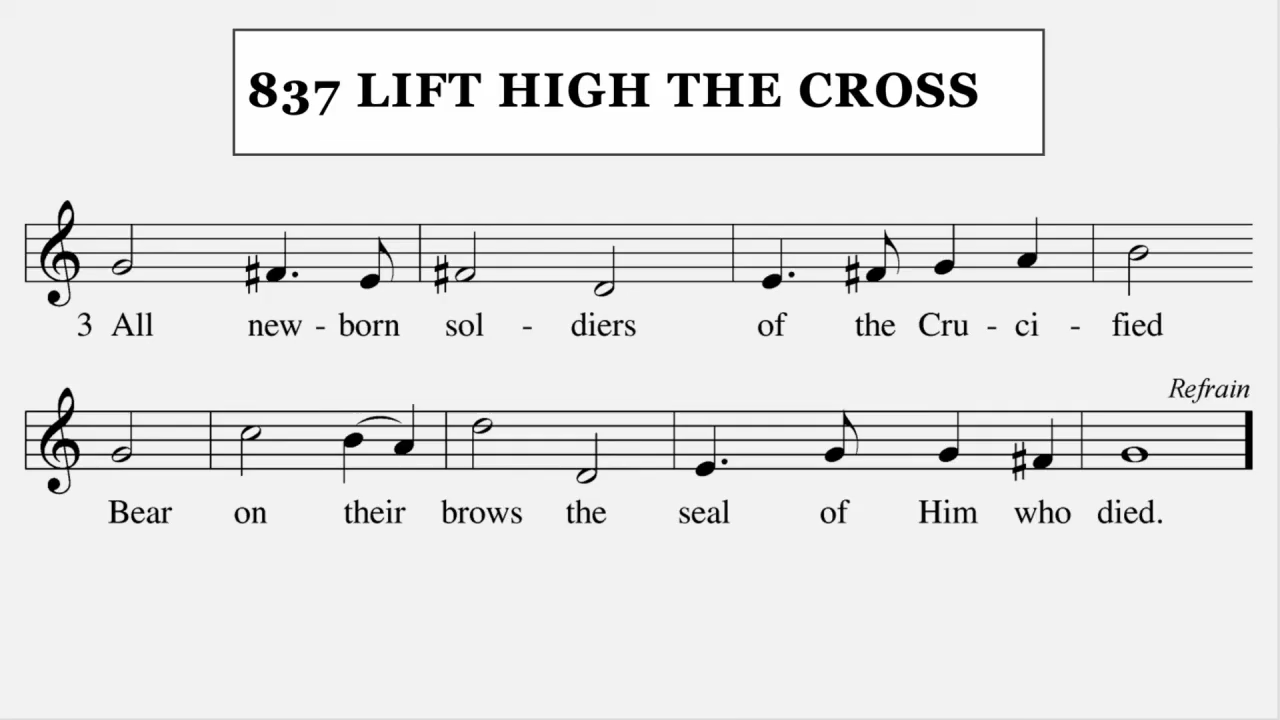 837 LIFT HIGH THE CROSS
3 All new - born sol - diers of the Cru - ci - fied
Refrain
Bear on their brows the seal of Him who died.